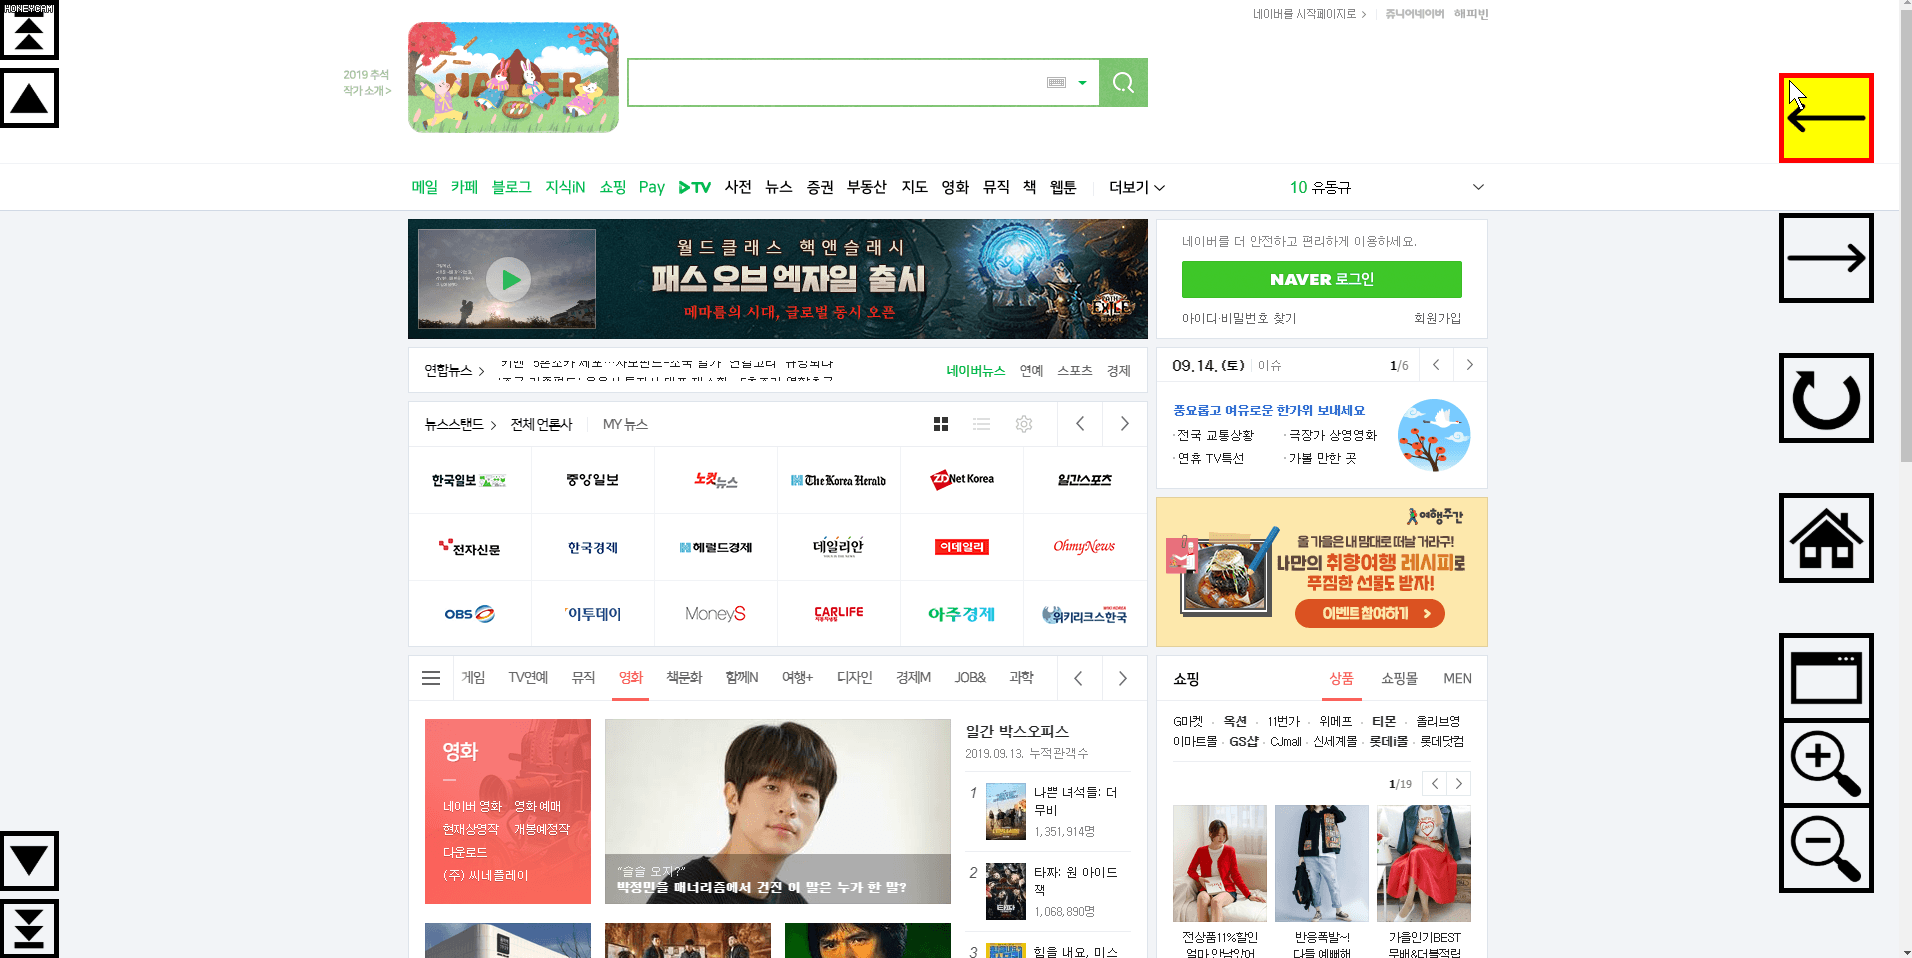 HONEYCAM
네이버를 시작페이지로 >
쥬니어네이버 해피빈
2019 추석
작가 소개 >
NAVER
메일 카페 블로그 지식iN 쇼핑 Pay TV 사전 뉴스 증권 부동산 지도 영화 뮤직 책 웹툰 더보기
10 유동규
월드클래스 핵앤슬래시
패스 오브 엑자일 출시
메마름의 시대, 글로벌 동시 오픈
PATH OF EXILE
네이버를 더 안전하고 편리하게 이용하세요.
NAVER 로그인
아이디·비밀번호 찾기 회원가입
연합뉴스 >
네이버뉴스 연예 스포츠 경제
09.14. (토) 이슈 1/6
뉴스스탠드 > 전체 언론사 MY 뉴스
풍요롭고 여유로운 한가위 보내세요
·전국 교통상황 ·극장가 상영영화
·연휴 TV특선 ·가볼 만한 곳
한국일보 중앙일보 노컷뉴스 The Korea Herald ZDNet Korea 일간스포츠
전자신문 한국경제 헤럴드경제 데일리안 이데일리 OhmyNews
OBS 이투데이 MoneyS CARLIFE 아주경제 위키리크스한국
여행주간
올 가을은 내 맘대로 떠날 거라구!
나만의 취향여행 레시피로
푸짐한 선물도 받자!
이벤트 참여하기 >
게임 TV연예 뮤직 영화 책문화 함께N 여행+ 디자인 경제M JOB& 과학
쇼핑 상품 쇼핑몰 MEN
영화
네이버 영화 영화 예매
현재상영작 개봉예정작
다운로드
(주) 씨네플레이
“슬슬 오지?”
박정민을 매너리즘에서 건진 이 말은 누가 한 말?
일간 박스오피스
2019.09.13. 누적관객수
1 나쁜 녀석들: 더
무비
1,351,914명
2 타짜: 원 아이드
잭
1,068,890명
3 힘을 내요, 미스
G마켓 · 옥션 · 11번가 · 위메프 · 티몬 · 올리브영
이마트몰 · GS샵 · CJmall · 신세계몰 · 롯데i몰 · 롯데닷컴
1/19
전상품11%할인 반응폭발~! 가을인기BEST